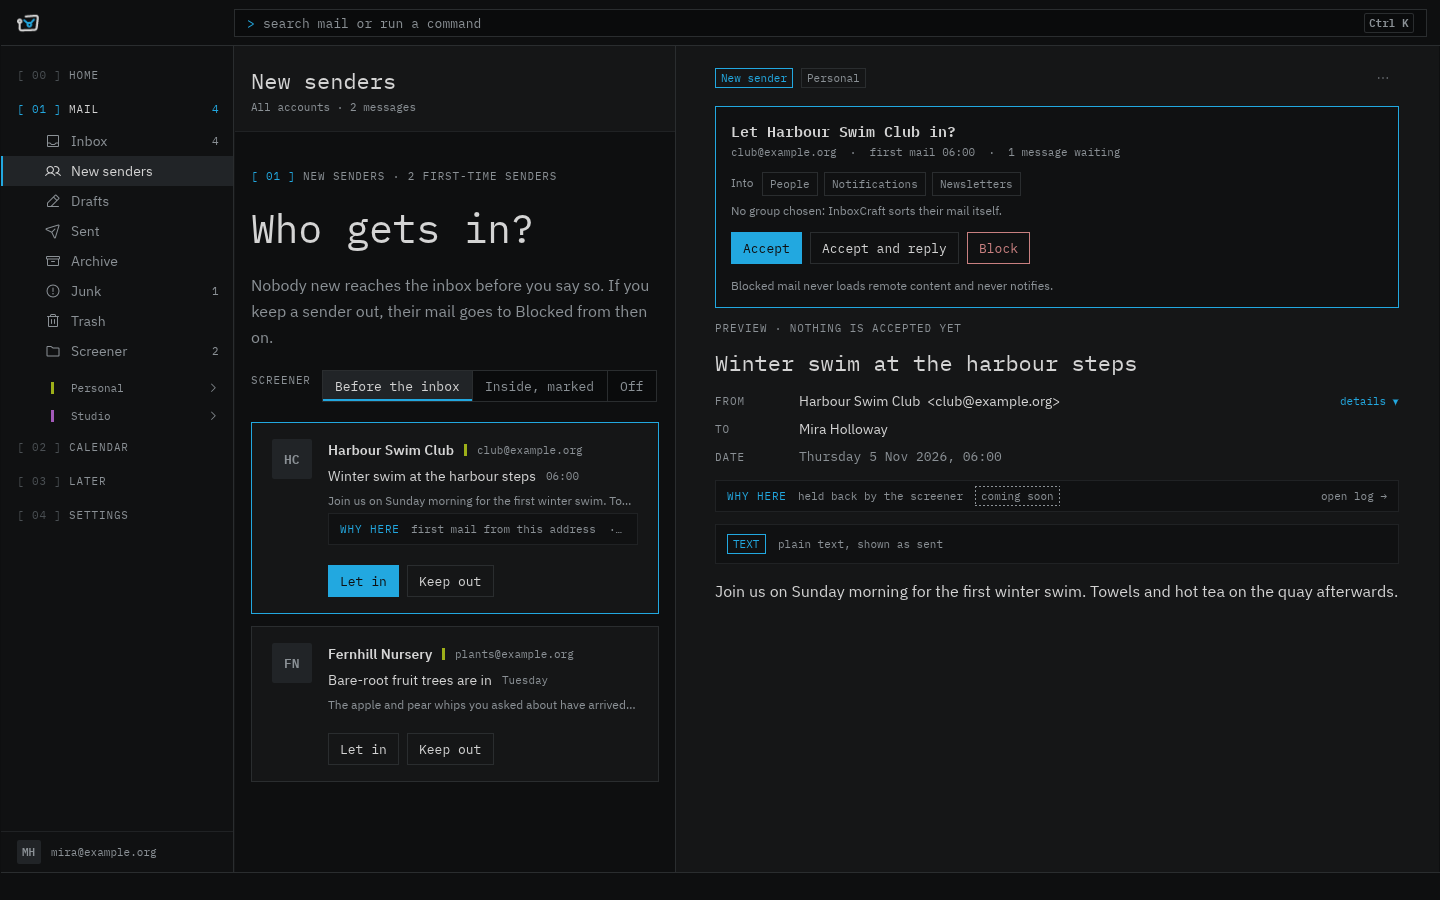 > search mail or run a command
Ctrl K
[ 00 ] HOME
[ 01 ] MAIL 4
Inbox 4
New senders
Drafts
Sent
Archive
Junk 1
Trash
Screener 2
Personal
Studio
[ 02 ] CALENDAR
[ 03 ] LATER
[ 04 ] SETTINGS
MH mira@example.org
New senders
All accounts · 2 messages
[ 01 ] NEW SENDERS · 2 FIRST-TIME SENDERS
Who gets in?
Nobody new reaches the inbox before you say so. If you
keep a sender out, their mail goes to Blocked from then
on.
SCREENER Before the inbox Inside, marked Off
HC
Harbour Swim Club club@example.org
Winter swim at the harbour steps 06:00
Join us on Sunday morning for the first winter swim. To...
WHY HERE first mail from this address ·…
Let in Keep out
FN
Fernhill Nursery plants@example.org
Bare-root fruit trees are in Tuesday
The apple and pear whips you asked about have arrived...
Let in Keep out
New sender Personal ···
Let Harbour Swim Club in?
club@example.org · first mail 06:00 · 1 message waiting
Into People Notifications Newsletters
No group chosen: InboxCraft sorts their mail itself.
Accept Accept and reply Block
Blocked mail never loads remote content and never notifies.
PREVIEW · NOTHING IS ACCEPTED YET
Winter swim at the harbour steps
FROM Harbour Swim Club <club@example.org> details ▾
TO Mira Holloway
DATE Thursday 5 Nov 2026, 06:00
WHY HERE held back by the screener coming soon open log →
TEXT plain text, shown as sent
Join us on Sunday morning for the first winter swim. Towels and hot tea on the quay afterwards.